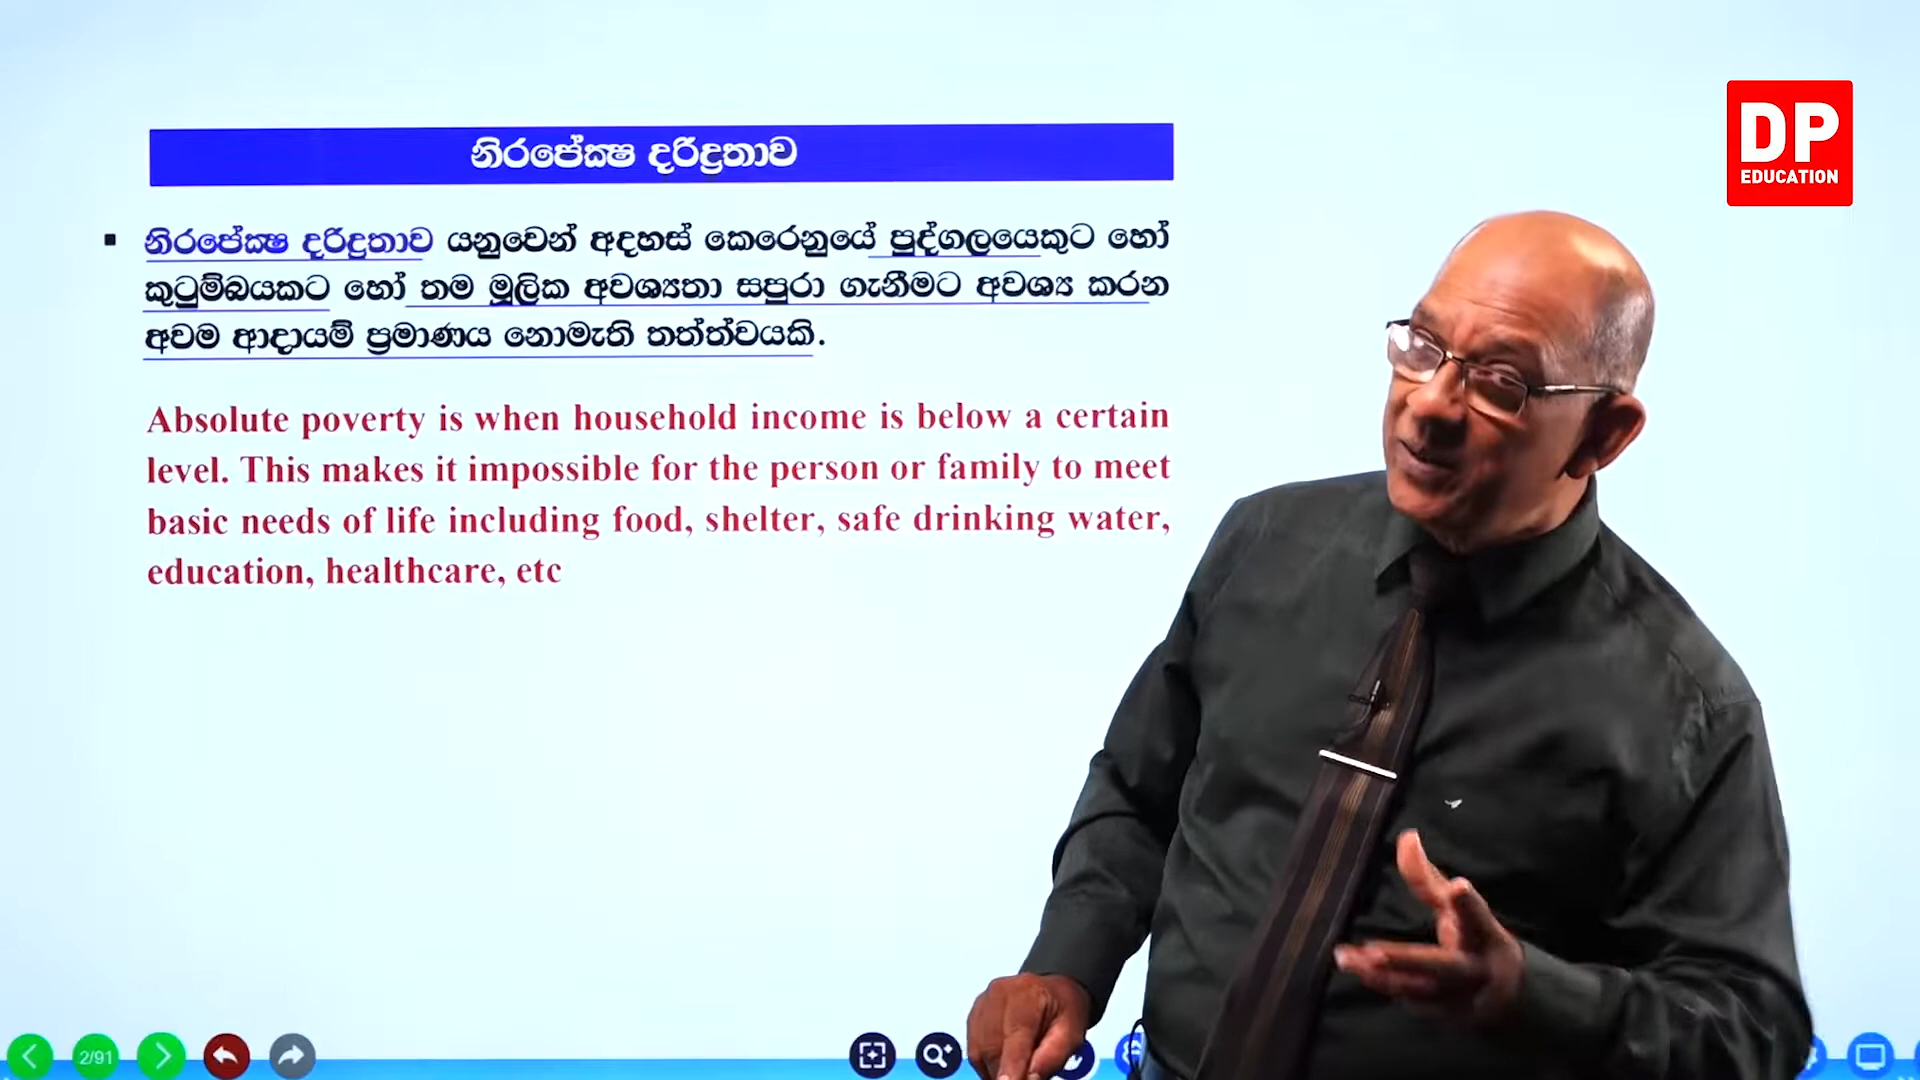 DP
EDUCATION
නිරපේක්‍ෂ දරිද්‍රතාව
▪ නිරපේක්‍ෂ දරිද්‍රතාව යනුවෙන් අදහස් කෙරෙනුයේ පුද්ගලයෙකුට හෝ
කුටුම්බයකට හෝ තම මූලික අවශ්‍යතා සපුරා ගැනීමට අවශ්‍ය කරන
අවම ආදායම් ප්‍රමාණය නොමැති තත්ත්වයකි.
Absolute poverty is when household income is below a certain
level. This makes it impossible for the person or family to meet
basic needs of life including food, shelter, safe drinking water,
education, healthcare, etc
2/91